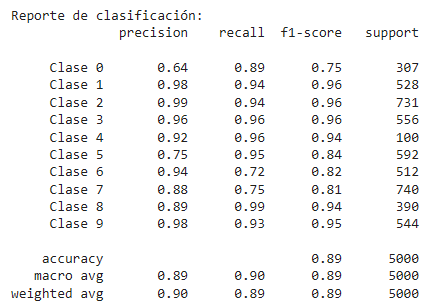 Reporte de clasificación:
precision recall f1-score support
Clase 0 0.64 0.89 0.75 307
Clase 1 0.98 0.94 0.96 528
Clase 2 0.99 0.94 0.96 731
Clase 3 0.96 0.96 0.96 556
Clase 4 0.92 0.96 0.94 100
Clase 5 0.75 0.95 0.84 592
Clase 6 0.94 0.72 0.82 512
Clase 7 0.88 0.75 0.81 740
Clase 8 0.89 0.99 0.94 390
Clase 9 0.98 0.93 0.95 544
accuracy 0.89 5000
macro avg 0.89 0.90 0.89 5000
weighted avg 0.90 0.89 0.89 5000